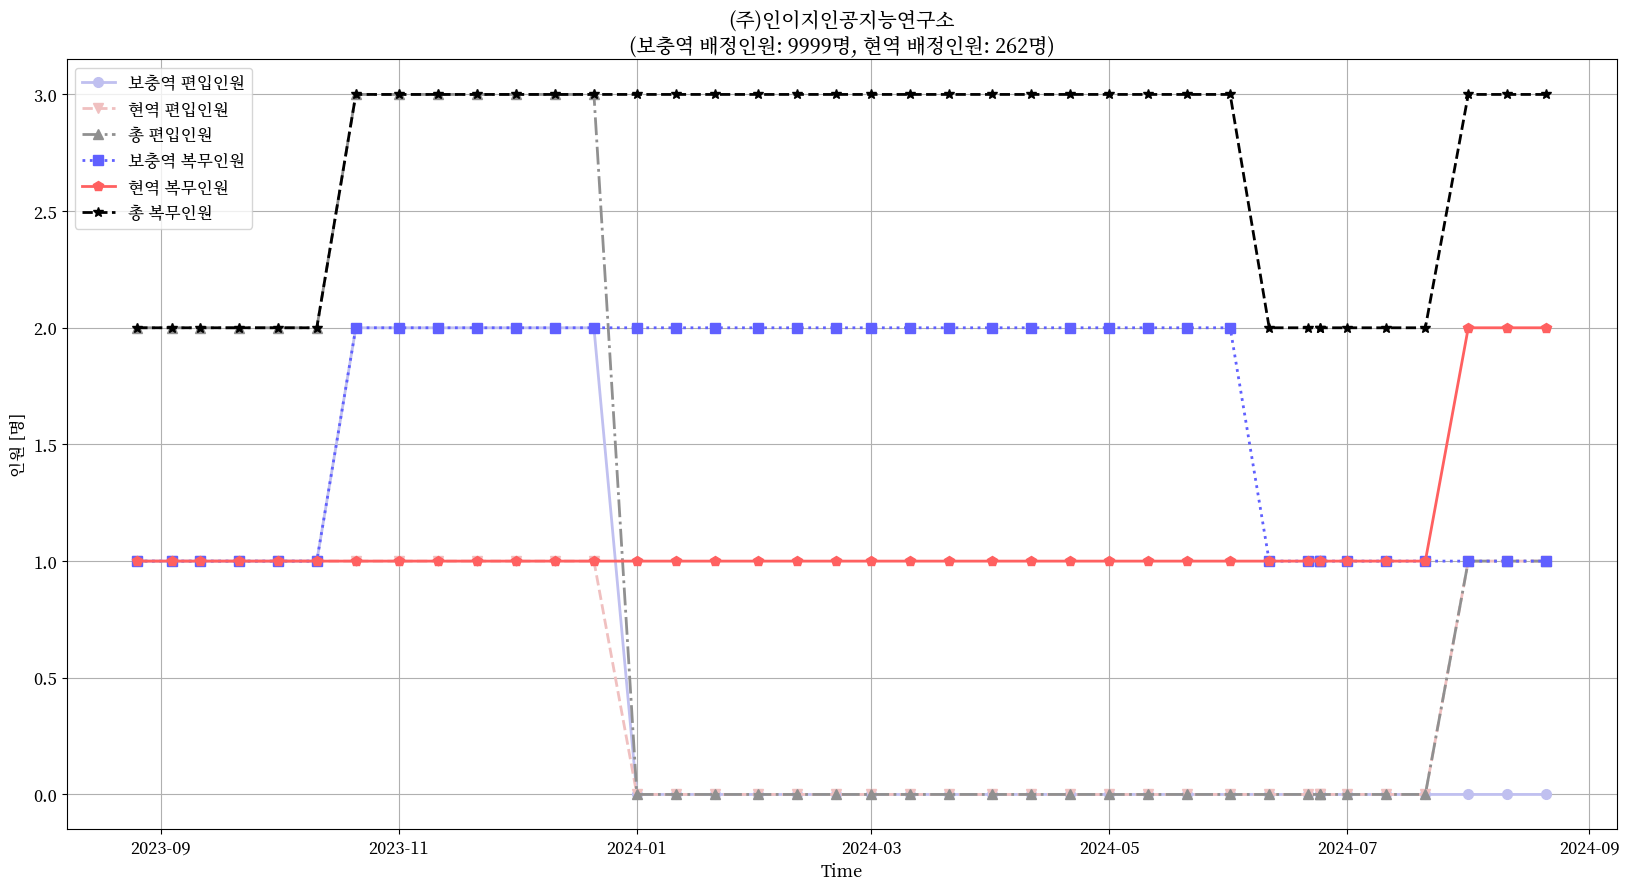 (주)인이지인공지능연구소
(보충역 배정인원: 9999명, 현역 배정인원: 262명)
보충역 편입인원
현역 편입인원
총 편입인원
보충역 복무인원
현역 복무인원
총 복무인원
3.0
2.5
2.0
1.5
1.0
0.5
0.0
인원 [명]
2023-09
2023-11
2024-01
2024-03
2024-05
2024-07
2024-09
Time